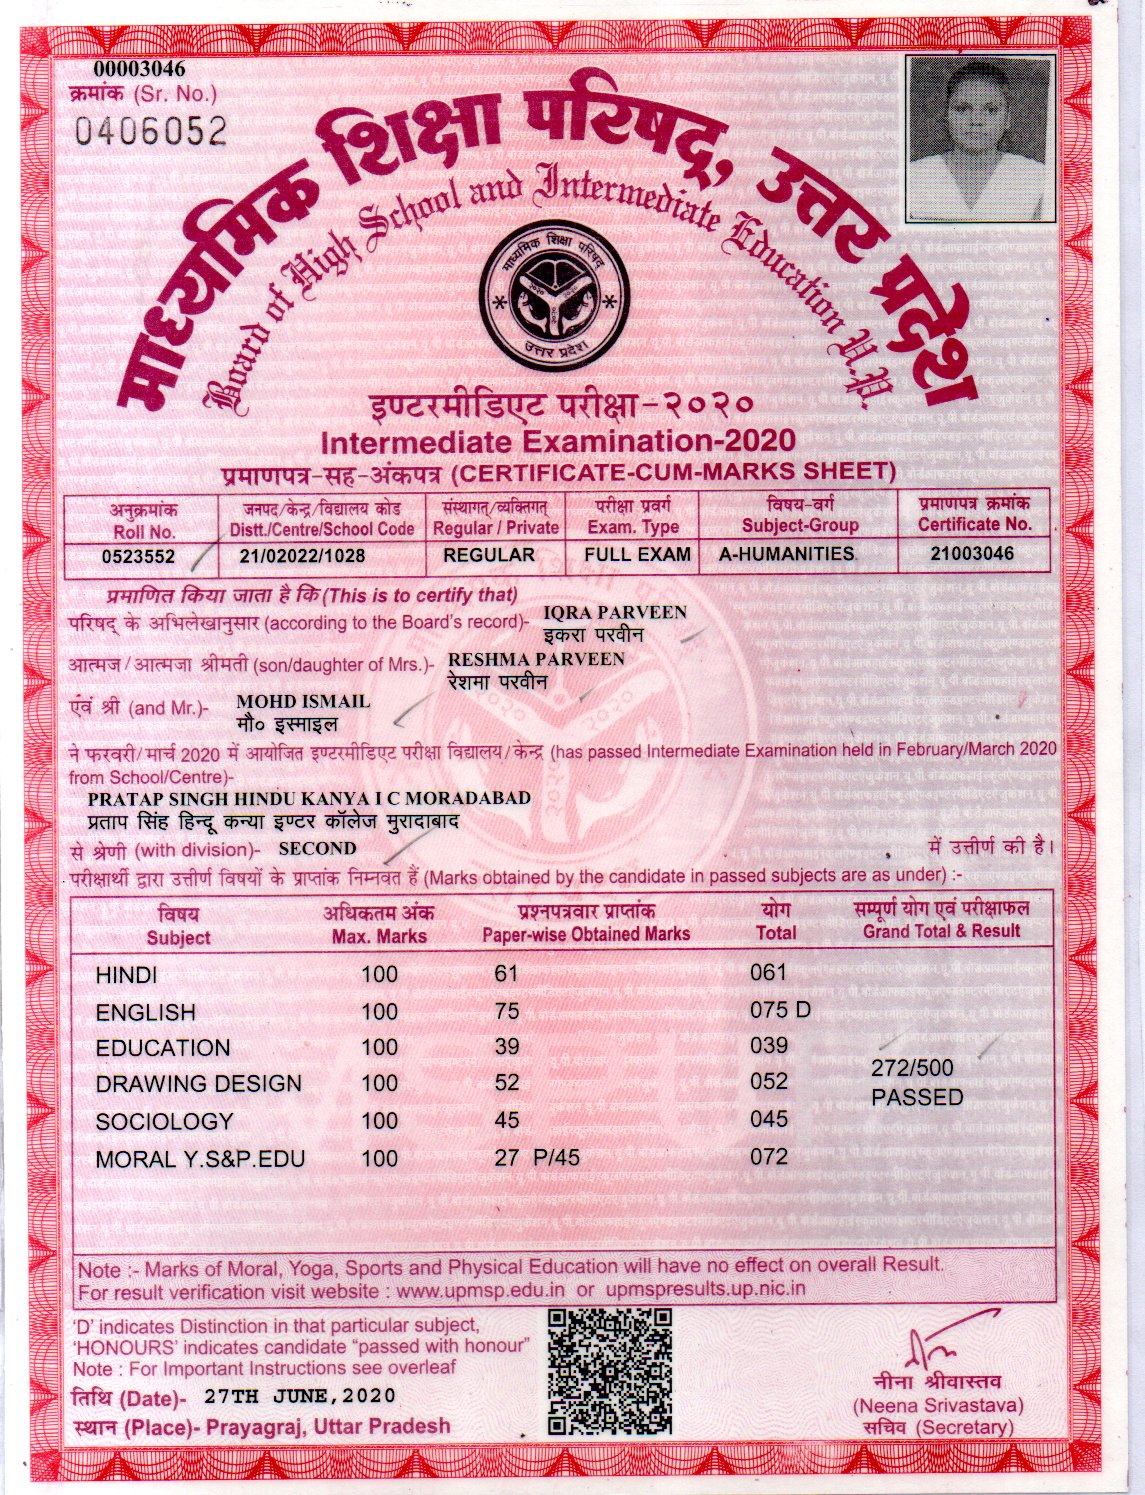 00003046
क्रमांक (Sr. No.)
0406052
माध्यमिक शिक्षा परिषद्, उत्तर प्रदेश
Board of High School and Intermediate Education U.P.
माध्यमिक शिक्षा परिषद्
उत्तर प्रदेश
इण्टरमीडिएट परीक्षा-२०२०
Intermediate Examination-2020
प्रमाणपत्र-सह-अंकपत्र (CERTIFICATE-CUM-MARKS SHEET)
अनुक्रमांक जनपद/केन्द्र/विद्यालय कोड संस्थागत्/व्यक्तिगत् परीक्षा प्रवर्ग विषय-वर्ग प्रमाणपत्र क्रमांक
Roll No. Distt./Centre/School Code Regular / Private Exam. Type Subject-Group Certificate No.
0523552 21/02022/1028 REGULAR FULL EXAM A-HUMANITIES 21003046
प्रमाणित किया जाता है कि (This is to certify that)
परिषद् के अभिलेखानुसार (according to the Board's record)- IQRA PARVEEN
इकरा परवीन
आत्मज/आत्मजा श्रीमती (son/daughter of Mrs.)- RESHMA PARVEEN
रेशमा परवीन
एंवं श्री (and Mr.)- MOHD ISMAIL
मौ० इस्माइल
ने फरवरी/मार्च 2020 में आयोजित इण्टरमीडिएट परीक्षा विद्यालय/केन्द्र (has passed Intermediate Examination held in February/March 2020
from School/Centre)-
PRATAP SINGH HINDU KANYA I C MORADABAD
प्रताप सिंह हिन्दू कन्या इण्टर कॉलेज मुरादाबाद
से श्रेणी (with division)- SECOND में उत्तीर्ण की है।
परीक्षार्थी द्वारा उत्तीर्ण विषयों के प्राप्तांक निम्नवत हैं (Marks obtained by the candidate in passed subjects are as under) :-
विषय अधिकतम अंक प्रश्नपत्रवार प्राप्तांक योग सम्पूर्ण योग एवं परीक्षाफल
Subject Max. Marks Paper-wise Obtained Marks Total Grand Total & Result
HINDI 100 61 061
ENGLISH 100 75 075 D
EDUCATION 100 39 039
272/500
DRAWING DESIGN 100 52 052
PASSED
SOCIOLOGY 100 45 045
MORAL Y.S&P.EDU 100 27 P/45 072
Note :- Marks of Moral, Yoga, Sports and Physical Education will have no effect on overall Result.
For result verification visit website : www.upmsp.edu.in or upmspresults.up.nic.in
'D' indicates Distinction in that particular subject,
'HONOURS' indicates candidate "passed with honour"
Note : For Important Instructions see overleaf
तिथि (Date)- 27TH JUNE,2020
स्थान (Place)- Prayagraj, Uttar Pradesh
नीना श्रीवास्तव
(Neena Srivastava)
सचिव (Secretary)